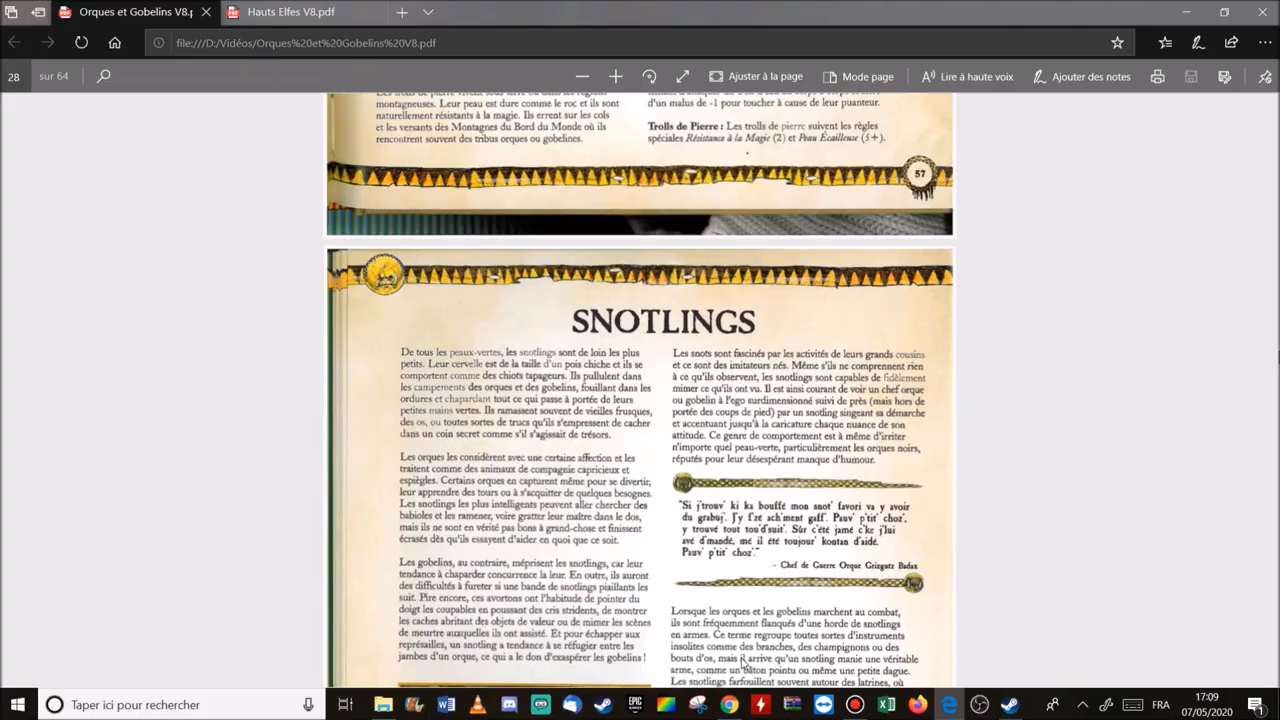 Orques et Gobelins V8.p
Hauts Elfes V8.pdf
file:///D:/Vidéos/Orques%20et%20Gobelins%20V8.pdf
28 sur 64
Ajuster à la page
Mode page
Lire à haute voix
Ajouter des notes
montagneuses. Leur peau est dure comme le roc et ils sont
naturellement résistants à la magie. Ils errent sur les cols
et les versants des Montagnes du Bord du Monde où ils
rencontrent souvent des tribus orques ou gobelines.
d'un malus de -1 pour toucher à cause de leur puanteur.
Trolls de Pierre : Les trolls de pierre suivent les règles
spéciales Résistance à la Magie (2) et Peau Écailleuse (5+).
57
SNOTLINGS
De tous les peaux-vertes, les snotlings sont de loin les plus
petits. Leur cervelle est de la taille d'un pois chiche et ils se
comportent comme des chiots tapageurs. Ils pullulent dans
les campements des orques et des gobelins, fouillant dans les
ordures et chapardant tout ce qui passe à portée de leurs
petites mains vertes. Ils ramassent souvent de vieilles frusques,
des os, ou toutes sortes de trucs qu'ils s'empressent de cacher
dans un coin secret comme s'il s'agissait de trésors.
Les orques les considèrent avec une certaine affection et les
traitent comme des animaux de compagnie capricieux et
espiègles. Certains orques en capturent même pour se divertir,
leur apprendre des tours ou à s'acquitter de quelques besognes.
Les snotlings les plus intelligents peuvent aller chercher des
babioles et les ramener, voire gratter leur maître dans le dos,
mais ils ne sont en vérité pas bons à grand-chose et finissent
écrasés dès qu'ils essayent d'aider en quoi que ce soit.
Les gobelins, au contraire, méprisent les snotlings, car leur
tendance à chaparder concurrence la leur. En outre, ils auront
des difficultés à fureter si une bande de snotlings piaillants les
suit. Pire encore, ces avortons ont l'habitude de pointer du
doigt les coupables en poussant des cris stridents, de montrer
les caches abritant des objets de valeur ou de mimer les scènes
de meurtre auxquelles ils ont assisté. Et pour échapper aux
représailles, un snotling a tendance à se réfugier entre les
jambes d'un orque, ce qui a le don d'exaspérer les gobelins !
Les snots sont fascinés par les activités de leurs grands cousins
et ce sont des imitateurs nés. Même s'ils ne comprennent rien
à ce qu'ils observent, les snotlings sont capables de fidèlement
mimer ce qu'ils ont vu. Il est ainsi courant de voir un chef orque
ou gobelin à l'ego surdimensionné suivi de près (mais hors de
portée des coups de pied) par un snotling singeant sa démarche
et accentuant jusqu'à la caricature chaque nuance de son
attitude. Ce genre de comportement est à même d'irriter
n'importe quel peau-verte, particulièrement les orques noirs,
réputés pour leur désespérant manque d'humour.
"Si j'trouv' ki ka bouffé mon snot' favori va y avoir
du grabuj'. J'y f'zé ach'ment gaff'. Pauv' p'tit' choz',
y trouvé tout tou'd'suit'. Sûr c'été jamé c'ke j'lui
avé d'mandé, mé il été toujour' kontan d'aidé.
Pauv' p'tit' choz'."
– Chef de Guerre Orque Grizgutz Badax
Lorsque les orques et les gobelins marchent au combat,
ils sont fréquemment flanqués d'une horde de snotlings
en armes. Ce terme regroupe toutes sortes d'instruments
insolites comme des branches, des champignons ou des
bouts d'os, mais il arrive qu'un snotling manie une véritable
arme, comme un bâton pointu ou même une petite dague.
Les snotlings farfouillent souvent autour des latrines, où
Taper ici pour rechercher
FRA
17:09
07/05/2020